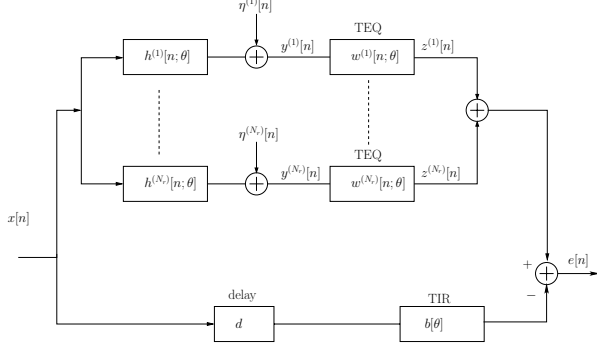 η^{(1)}[n]
TEQ
h^{(1)}[n; θ]
y^{(1)}[n]
w^{(1)}[n; θ]
z^{(1)}[n]
η^{(N_r)}[n]
TEQ
h^{(N_r)}[n; θ]
y^{(N_r)}[n]
w^{(N_r)}[n; θ]
z^{(N_r)}[n]
x[n]
+
e[n]
−
delay
TIR
d
b[θ]